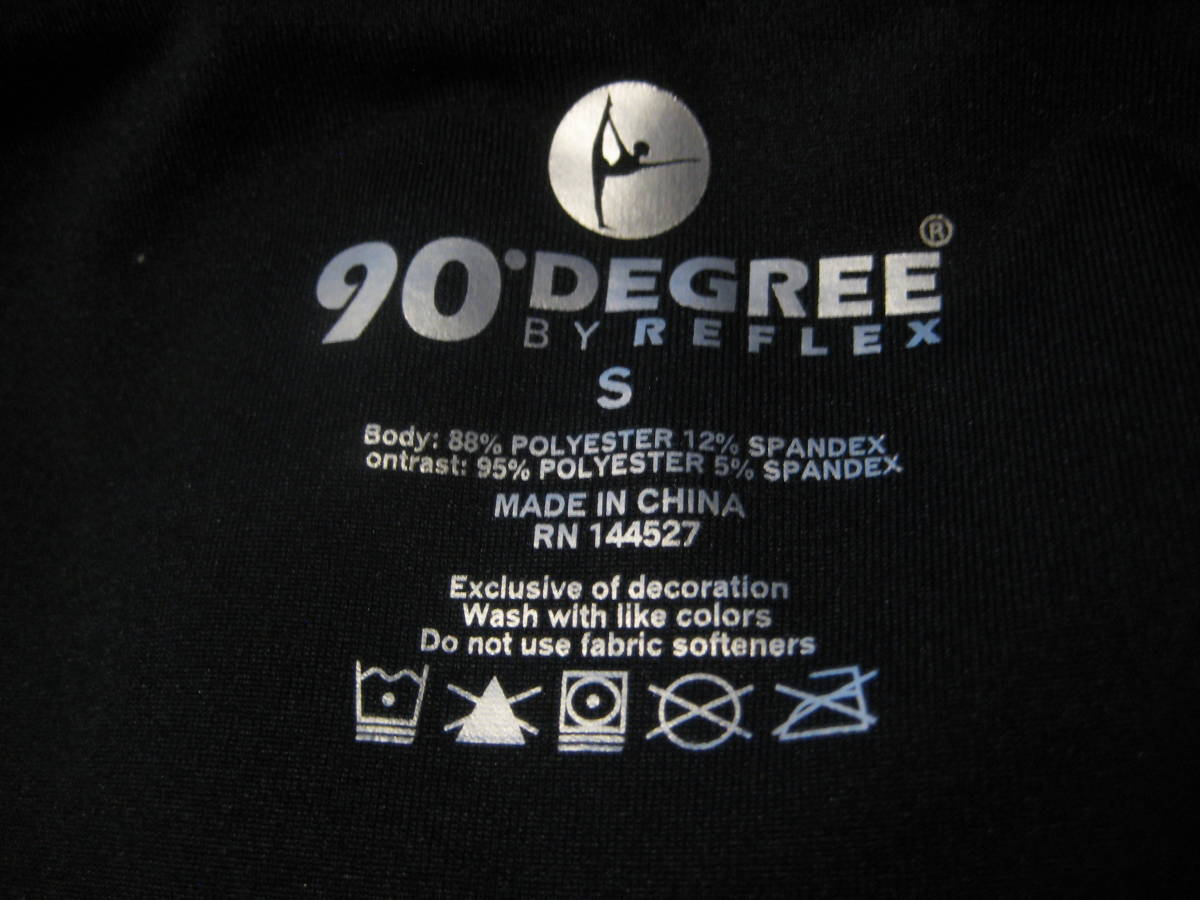 90°DEGREE®
BY REFLEX
S
Body: 88% POLYESTER 12% SPANDEX
ontrast: 95% POLYESTER 5% SPANDEX
MADE IN CHINA
RN 144527
Exclusive of decoration
Wash with like colors
Do not use fabric softeners